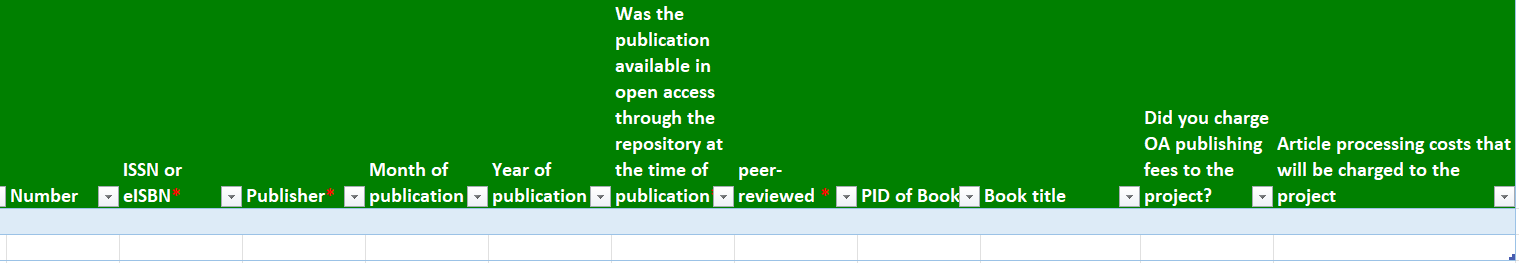 Number
ISSN or
eISBN*
Publisher*
Month of
publication
Year of
publication
Was the
publication
available in
open access
through the
repository at
the time of
publication
peer-
reviewed *
PID of Book
Book title
Did you charge
OA publishing
fees to the
project?
Article processing costs that
will be charged to the
project